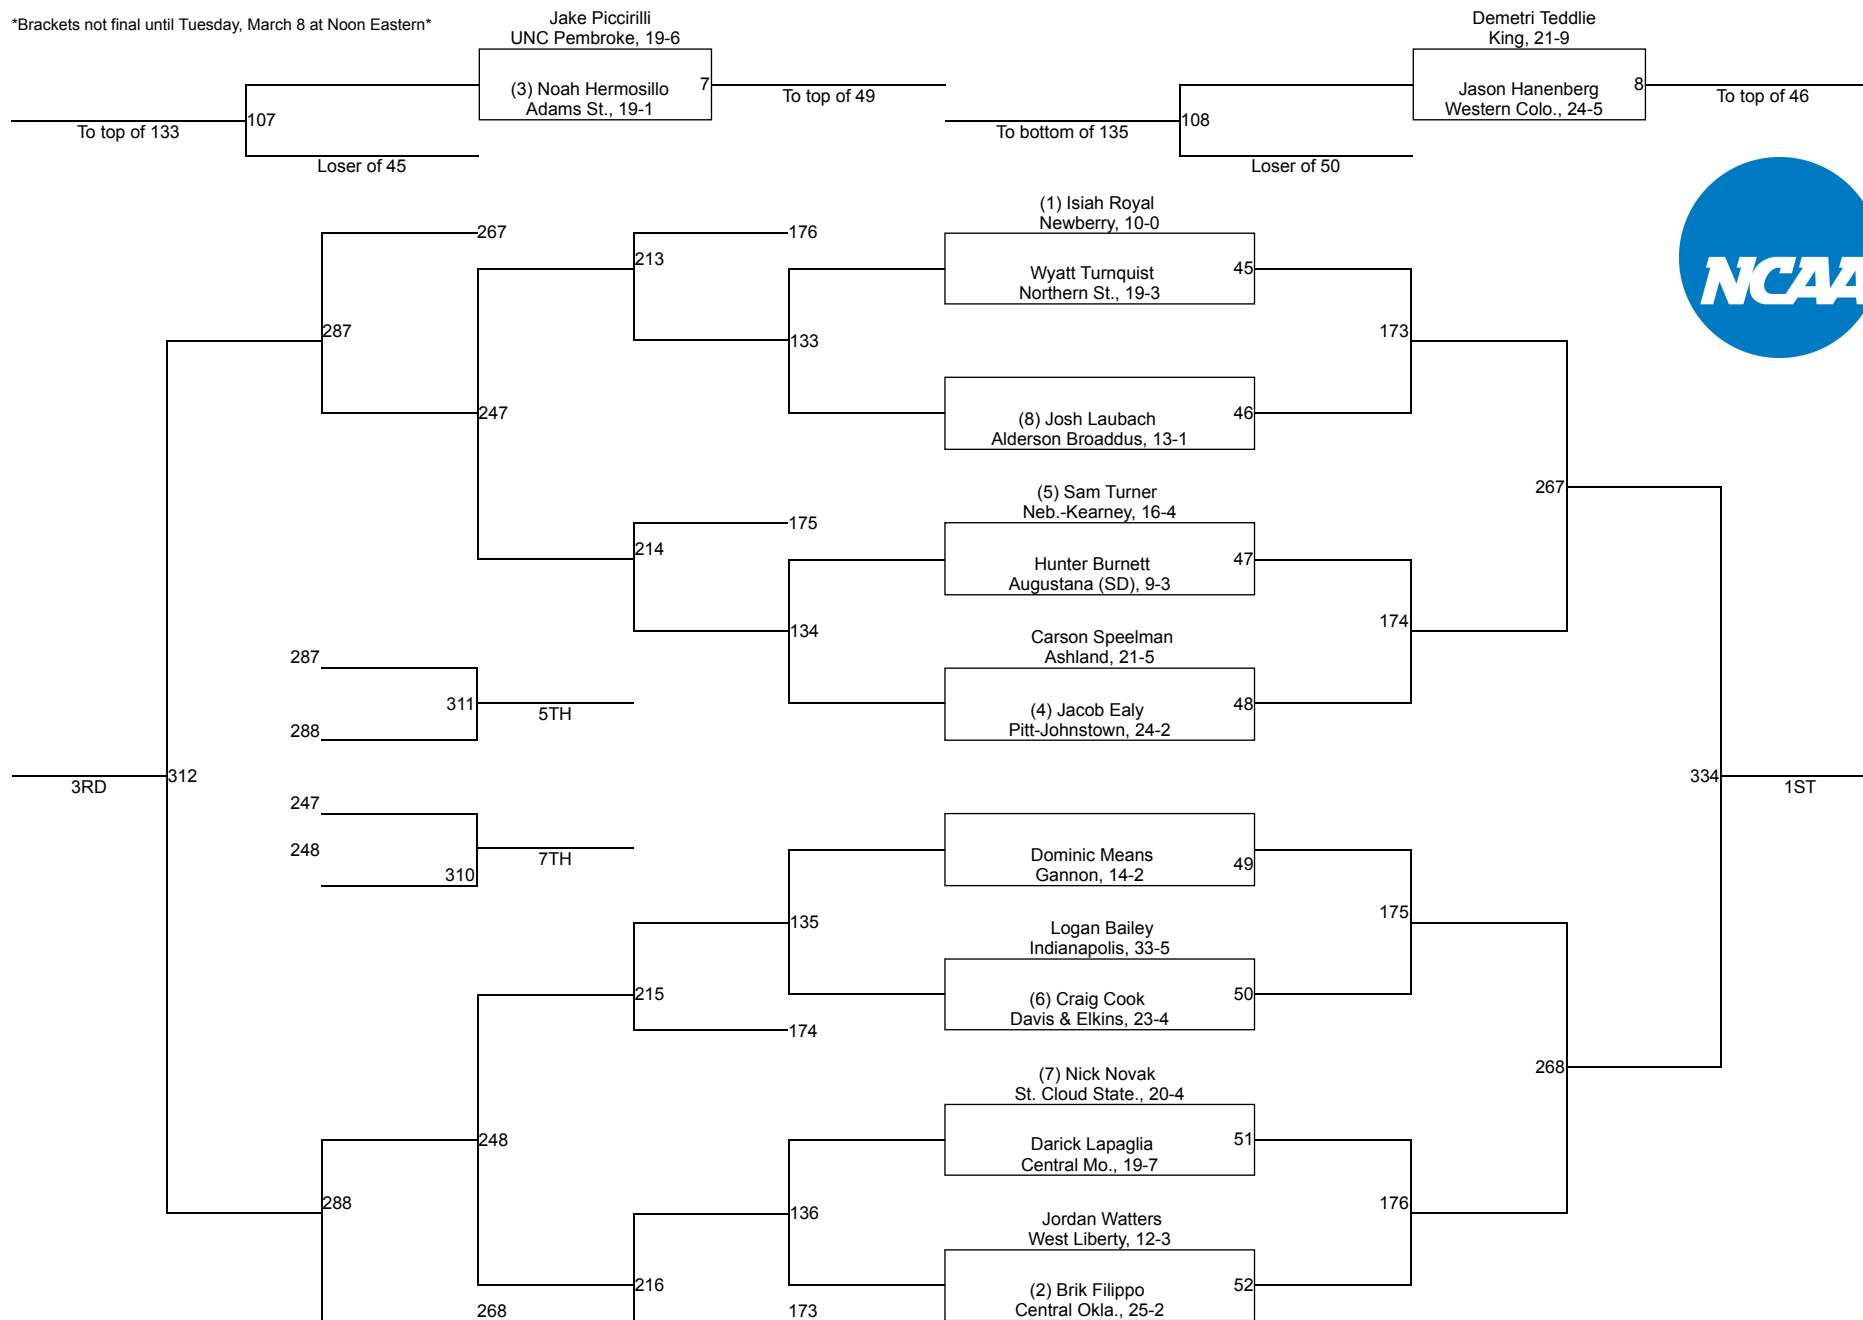 *Brackets not final until Tuesday, March 8 at Noon Eastern*
Jake Piccirilli
UNC Pembroke, 19-6
(3) Noah Hermosillo
Adams St., 19-1
7
To top of 49
107
To top of 133
Loser of 45
Demetri Teddlie
King, 21-9
Jason Hanenberg
Western Colo., 24-5
8
To top of 46
108
To bottom of 135
Loser of 50
NCAA
(1) Isiah Royal
Newberry, 10-0
267
176
213
Wyatt Turnquist
Northern St., 19-3
45
287
133
173
247
(8) Josh Laubach
Alderson Broaddus, 13-1
46
(5) Sam Turner
Neb.-Kearney, 16-4
267
175
214
Hunter Burnett
Augustana (SD), 9-3
47
134
174
Carson Speelman
Ashland, 21-5
287
311
5TH
288
(4) Jacob Ealy
Pitt-Johnstown, 24-2
48
312
3RD
334
1ST
247
248
7TH
310
Dominic Means
Gannon, 14-2
49
135
175
Logan Bailey
Indianapolis, 33-5
215
(6) Craig Cook
Davis & Elkins, 23-4
50
174
268
(7) Nick Novak
St. Cloud State., 20-4
248
Darick Lapaglia
Central Mo., 19-7
51
288
136
176
Jordan Watters
West Liberty, 12-3
216
(2) Brik Filippo
Central Okla., 25-2
52
268
173